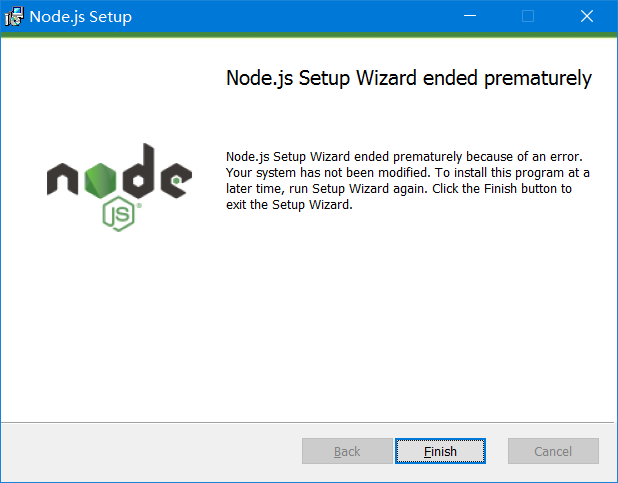 Node.js Setup
Node.js Setup Wizard ended prematurely
Node.js Setup Wizard ended prematurely because of an error.
Your system has not been modified. To install this program at a
later time, run Setup Wizard again. Click the Finish button to
exit the Setup Wizard.
node
JS
Back
Finish
Cancel